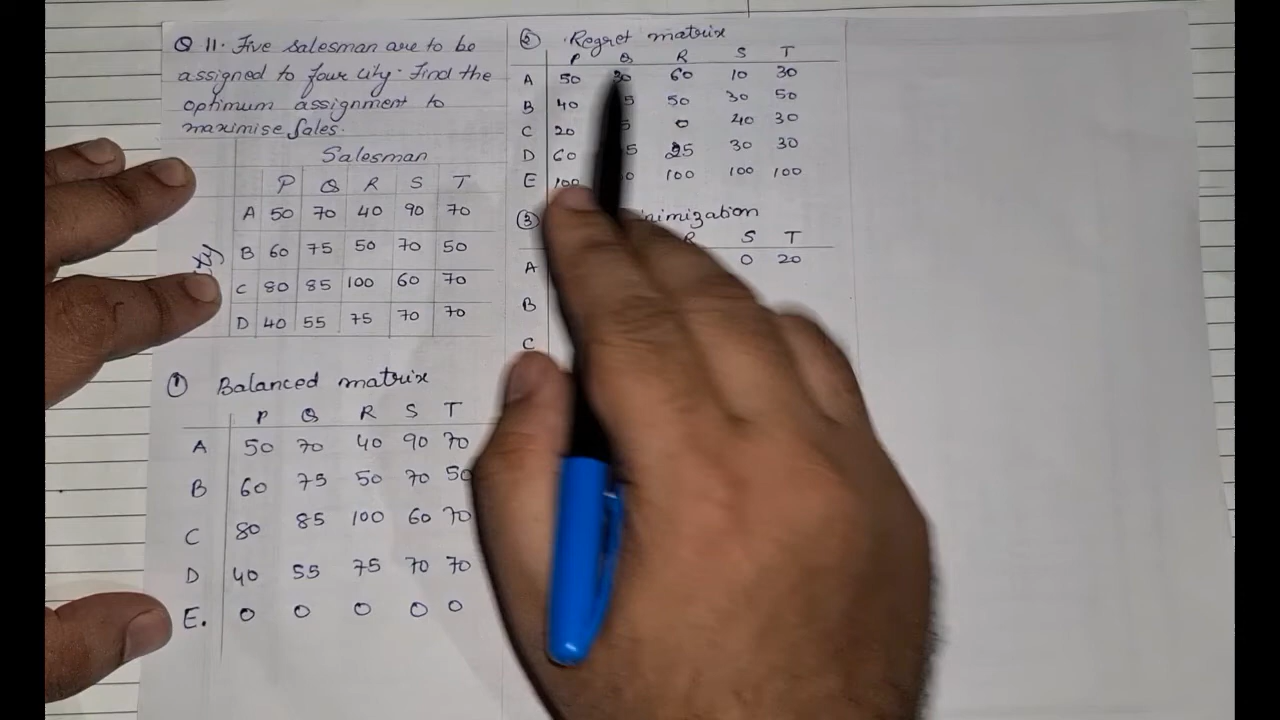 Q 11. Five salesman are to be
assigned to four city. Find the
optimum assignment to
maximise Sales.
Salesman
P Q R S T
A 50 70 40 90 70
B 60 75 50 70 50
C 80 85 100 60 70
D 40 55 75 70 70
① Balanced matrix
P Q R S T
A 50 70 40 90 70
B 60 75 50 70 50
C 80 85 100 60 70
D 40 55 75 70 70
E. 0 0 0 0 0
② Regret matrix
P Q R S T
A 50 60 10 30
B 40 50 30 50
C 20 0 40 30
D 60 25 30 30
E 100 100 100 100
③
S T
A 0 20
B
C